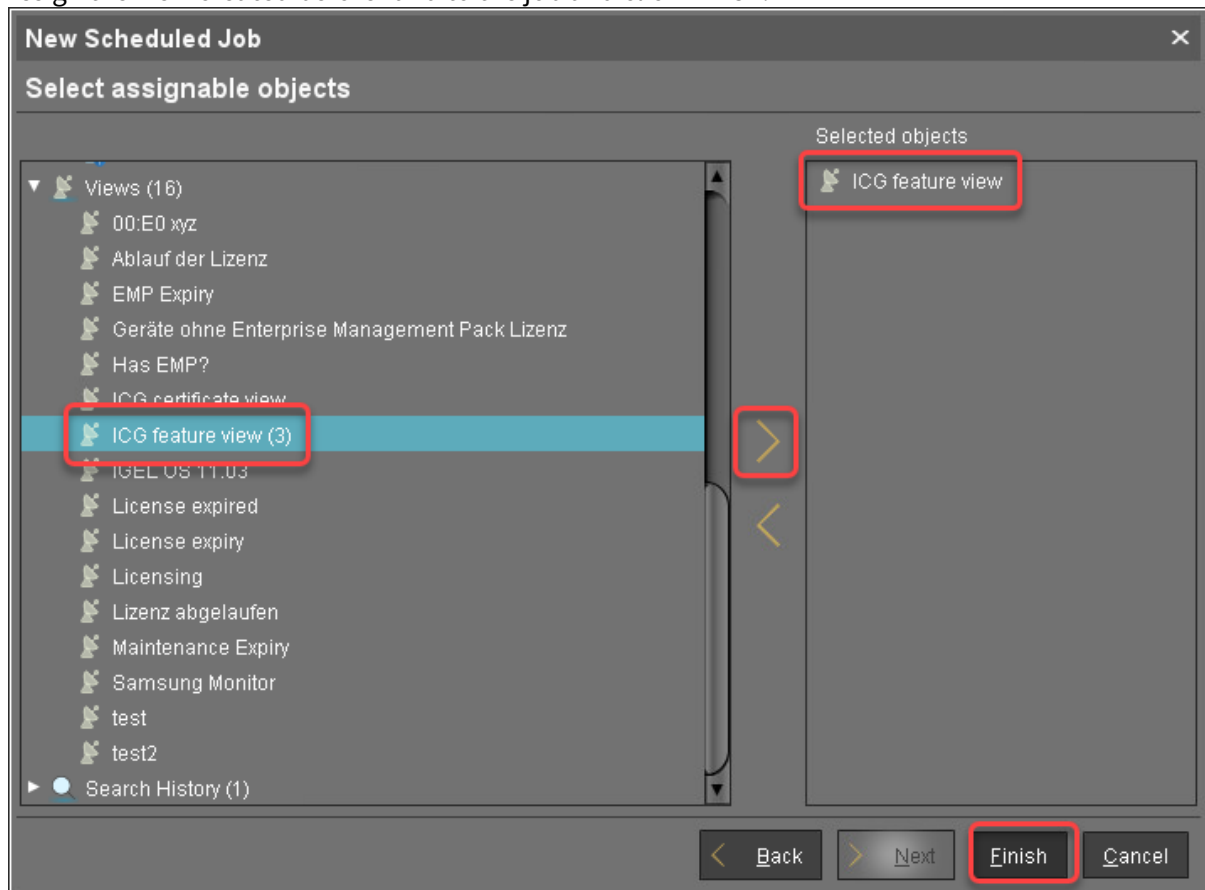 New Scheduled Job
Select assignable objects
Selected objects
Views (16)
00:E0 xyz
Ablauf der Lizenz
EMP Expiry
Geräte ohne Enterprise Management Pack Lizenz
Has EMP?
ICG certificate view
ICG feature view (3)
IGEL OS 11.03
License expired
License expiry
Licensing
Lizenz abgelaufen
Maintenance Expiry
Samsung Monitor
test
test2
Search History (1)
ICG feature view
Back
Next
Finish
Cancel